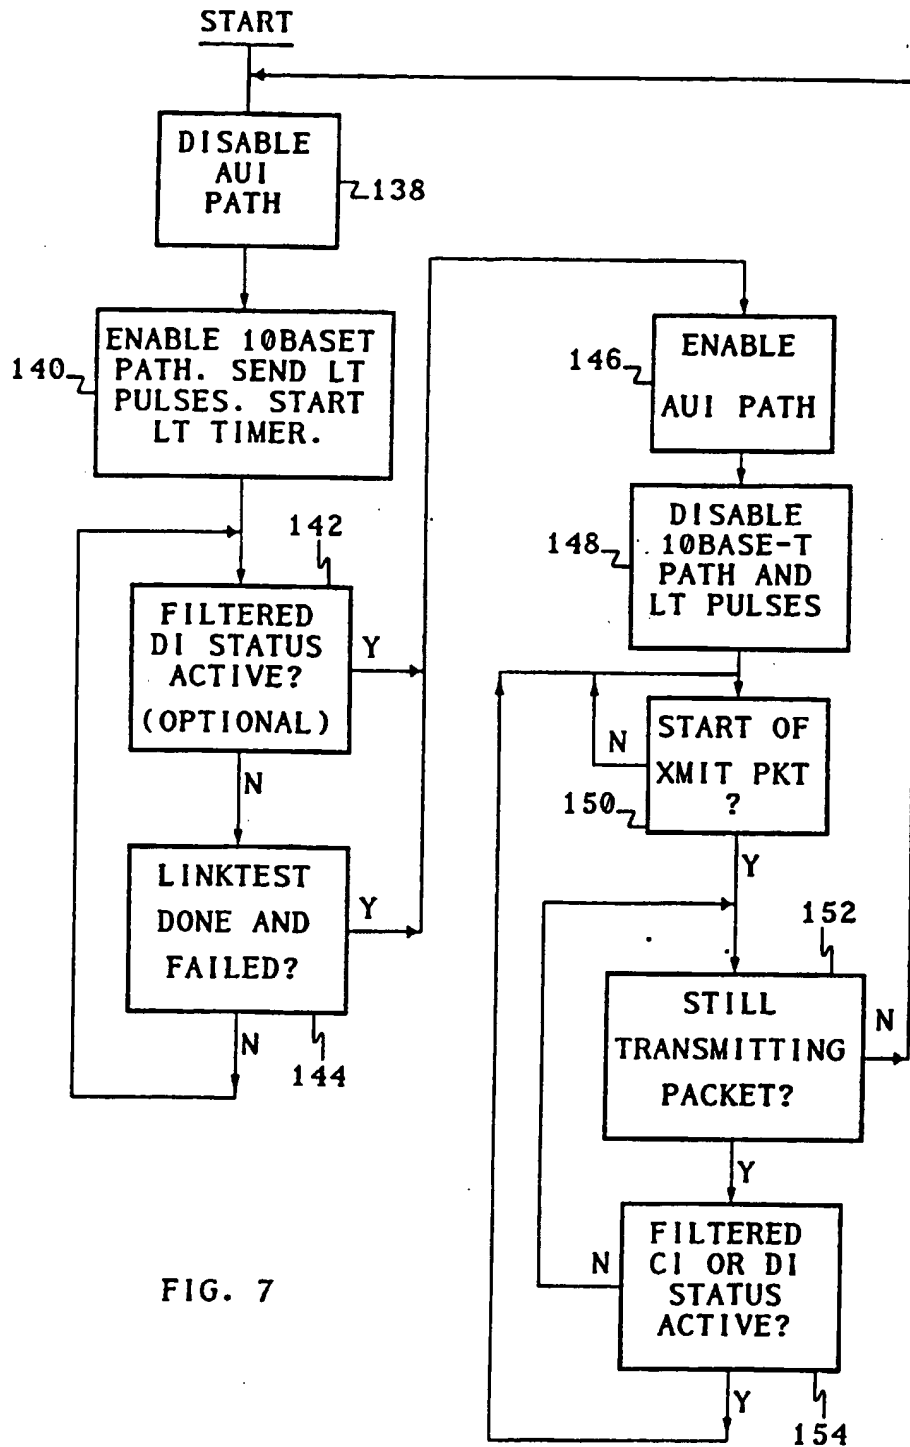 START
DISABLE
AUI
PATH
138
140
ENABLE 10BASET
PATH. SEND LT
PULSES. START
LT TIMER.
142
FILTERED
DI STATUS
ACTIVE?
(OPTIONAL)
Y
N
LINKTEST
DONE AND
FAILED?
Y
N
144
146
ENABLE
AUI PATH
148
DISABLE
10BASE-T
PATH AND
LT PULSES
START OF
XMIT PKT
?
N
150
Y
152
STILL
TRANSMITTING
PACKET?
N
Y
FILTERED
CI OR DI
STATUS
ACTIVE?
N
Y
154
FIG. 7